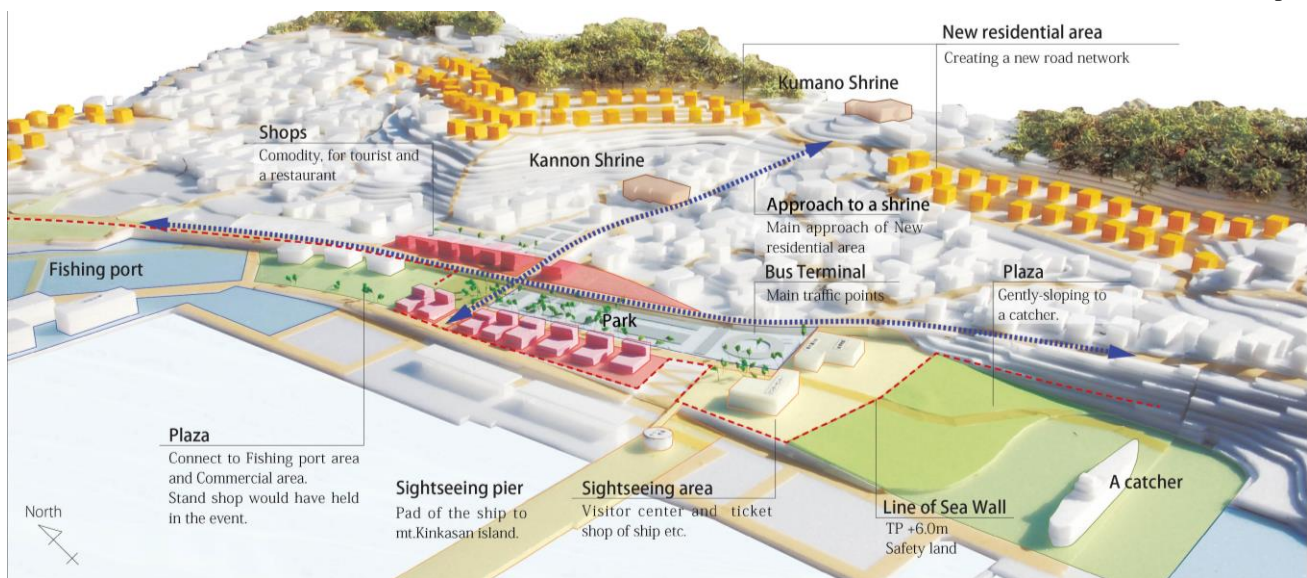 New residential area
Creating a new road network
Kumano Shrine
Shops
Comodity, for tourist and
a restaurant
Kannon Shrine
Approach to a shrine
Main approach of New
residential area
Fishing port
Bus Terminal
Main traffic points
Plaza
Gently-sloping to
a catcher.
Park
Plaza
Connect to Fishing port area
and Commercial area.
Stand shop would have held
in the event.
Sightseeing pier
Pad of the ship to
mt.Kinkasan island.
Sightseeing area
Visitor center and ticket
shop of ship etc.
Line of Sea Wall
TP +6.0m
Safety land
A catcher
North